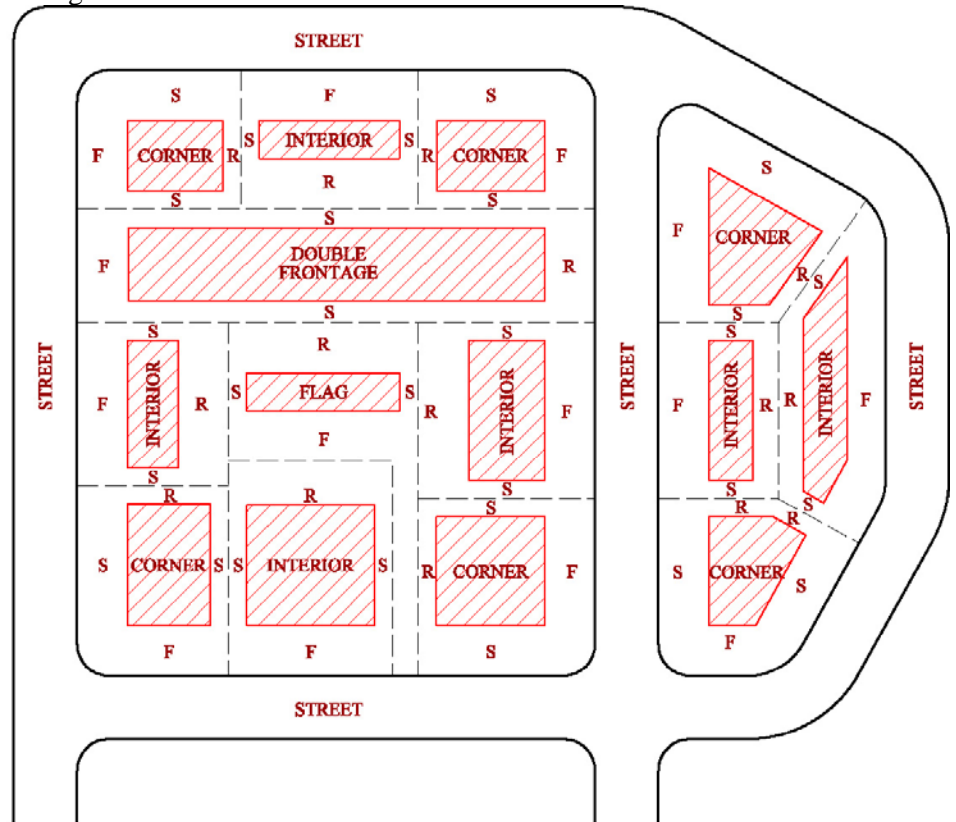 STREET
S F S
S INTERIOR S
F CORNER R R CORNER F
R
S S
S
DOUBLE
F R
FRONTAGE
S
S S
R
F INTERIOR R S FLAG S R INTERIOR F
F
S S
R R S
S CORNER S S INTERIOR S R CORNER F
F F S
STREET
STREET
STREET
S
F CORNER
R S
S
S
F INTERIOR R R INTERIOR F
S S
R R
S CORNER S
F
STREET